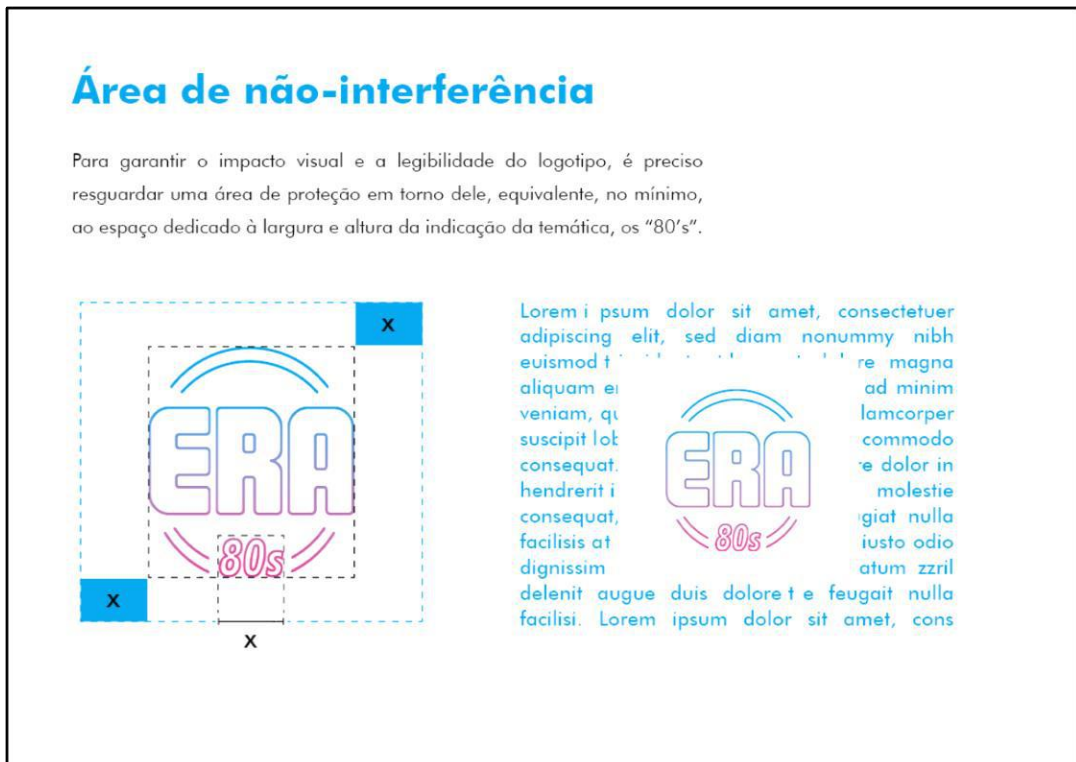 Área de não-interferência
Para garantir o impacto visual e a legibilidade do logotipo, é preciso
resguardar uma área de proteção em torno dele, equivalente, no mínimo,
ao espaço dedicado à largura e altura da indicação da temática, os “80’s”.
X
ERA
80s
X
X
Lorem i psum dolor sit amet, consectetuer
adipiscing elit, sed diam nonummy nibh
euismod magna
aliquam ad minim
veniam,
suscipit commodo
consequat. dolor in
hendrerit molestie
consequat, nulla
facilisis at iusto odio
dignissim zzril
delenit augue duis dolore t e feugait nulla
facilisi. Lorem ipsum dolor sit amet, cons
ERA
80s